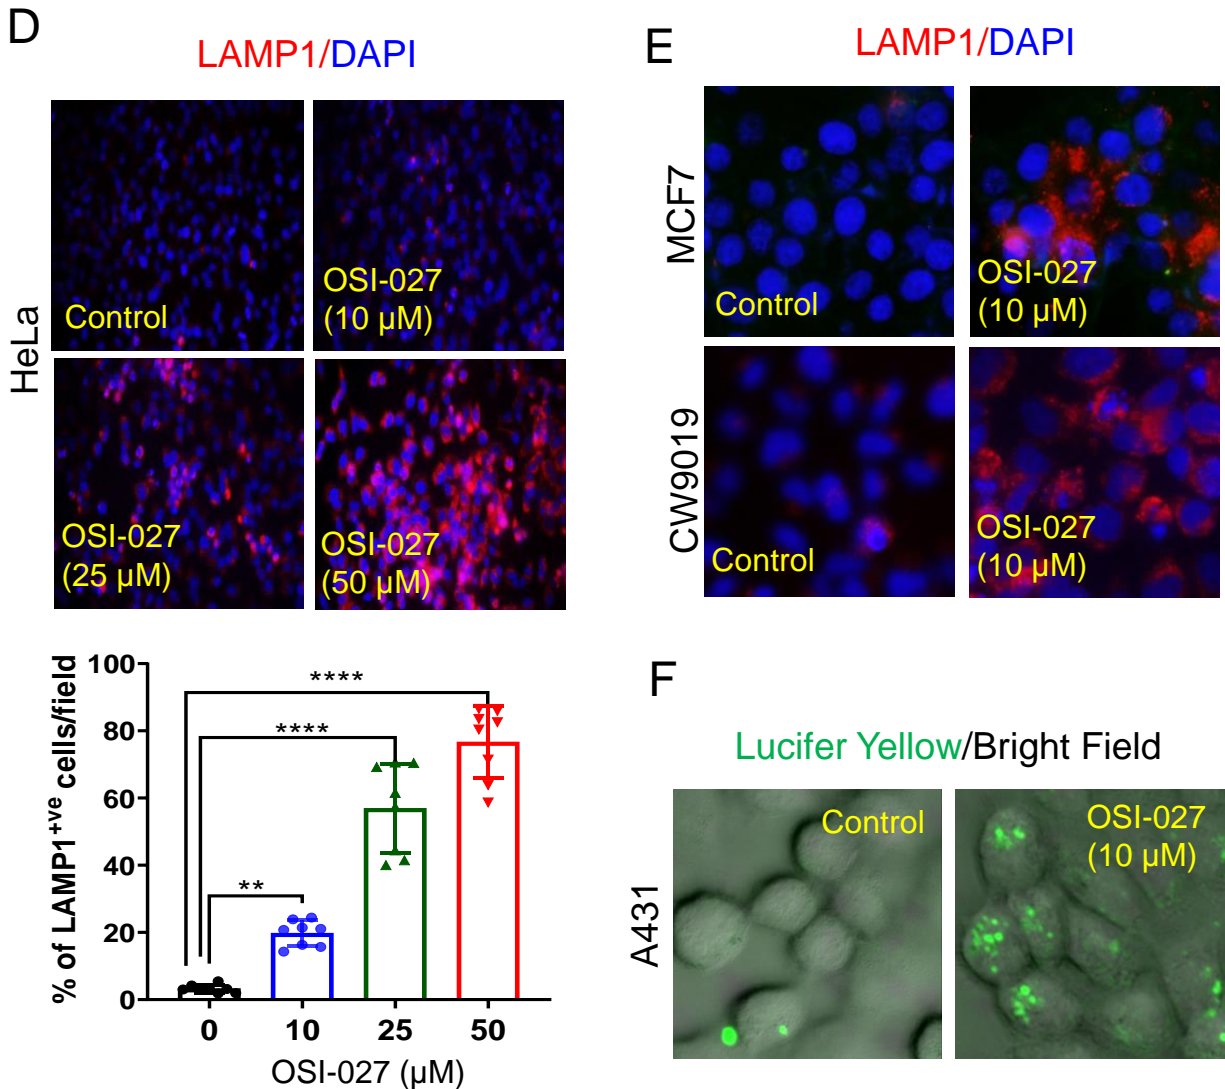 D
LAMP1/DAPI
HeLa
Control
OSI-027
(10 µM)
OSI-027
(25 µM)
OSI-027
(50 µM)
% of LAMP1+ve cells/field
100
80
60
40
20
0
****
****
**
0 10 25 50
OSI-027 (µM)
E
LAMP1/DAPI
MCF7
Control
OSI-027
(10 µM)
CW9019
Control
OSI-027
(10 µM)
F
Lucifer Yellow/Bright Field
A431
Control
OSI-027
(10 µM)